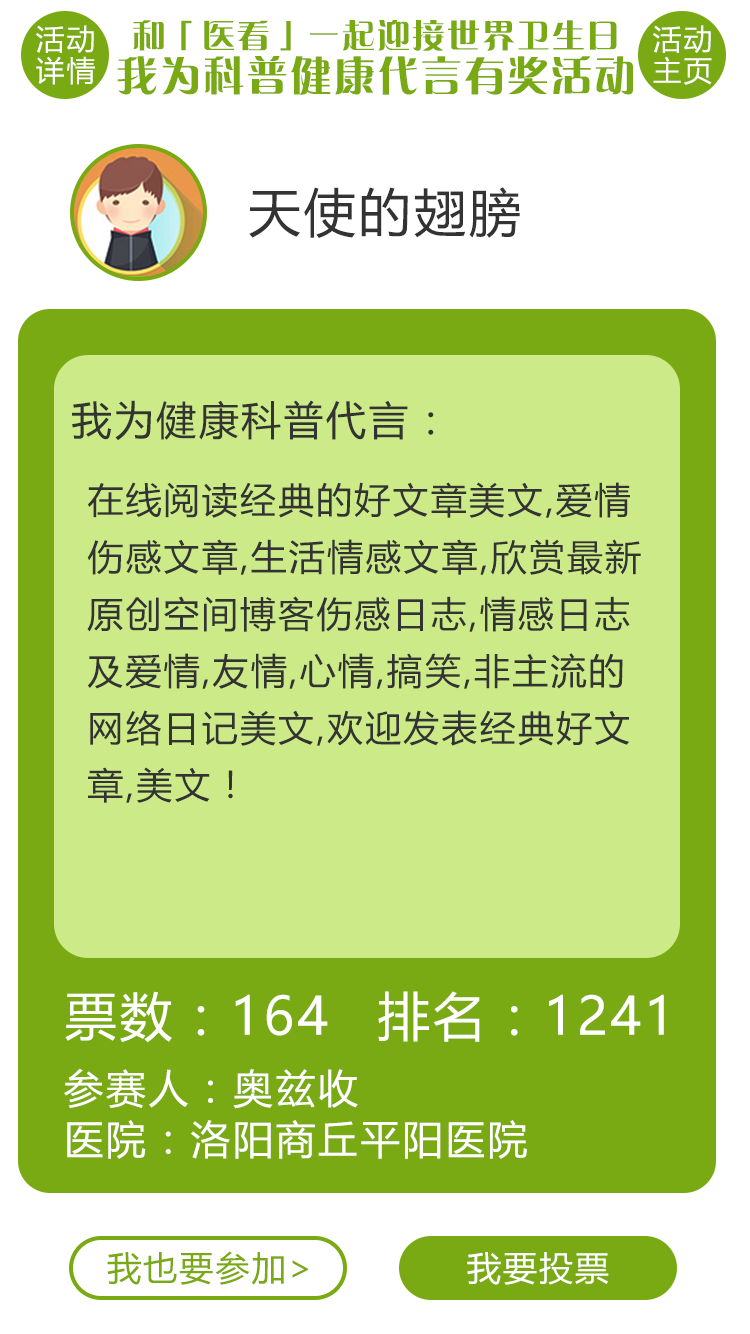 活动
详情
和「医看」一起迎接世界卫生日
我为科普健康代言有奖活动
活动
主页
天使的翅膀
我为健康科普代言：
在线阅读经典的好文章美文,爱情
伤感文章,生活情感文章,欣赏最新
原创空间博客伤感日志,情感日志
及爱情,友情,心情,搞笑,非主流的
网络日记美文,欢迎发表经典好文
章,美文！
票数：164 排名：1241
参赛人：奥兹收
医院：洛阳商丘平阳医院
我也要参加>
我要投票